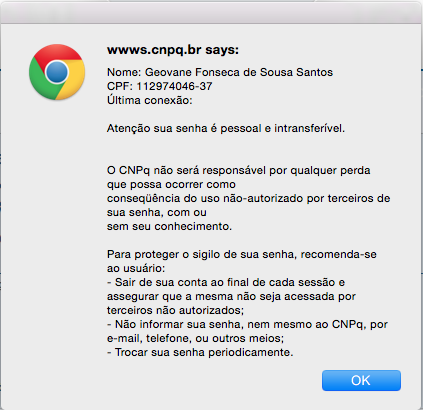 wwws.cnpq.br says:
Nome: Geovane Fonseca de Sousa Santos
CPF: 112974046-37
Última conexão:
Atenção sua senha é pessoal e intransferível.
O CNPq não será responsável por qualquer perda
que possa ocorrer como
conseqüência do uso não-autorizado por terceiros de
sua senha, com ou
sem seu conhecimento.
Para proteger o sigilo de sua senha, recomenda-se
ao usuário:
- Sair de sua conta ao final de cada sessão e
assegurar que a mesma não seja acessada por
terceiros não autorizados;
- Não informar sua senha, nem mesmo ao CNPq, por
e-mail, telefone, ou outros meios;
- Trocar sua senha periodicamente.
OK